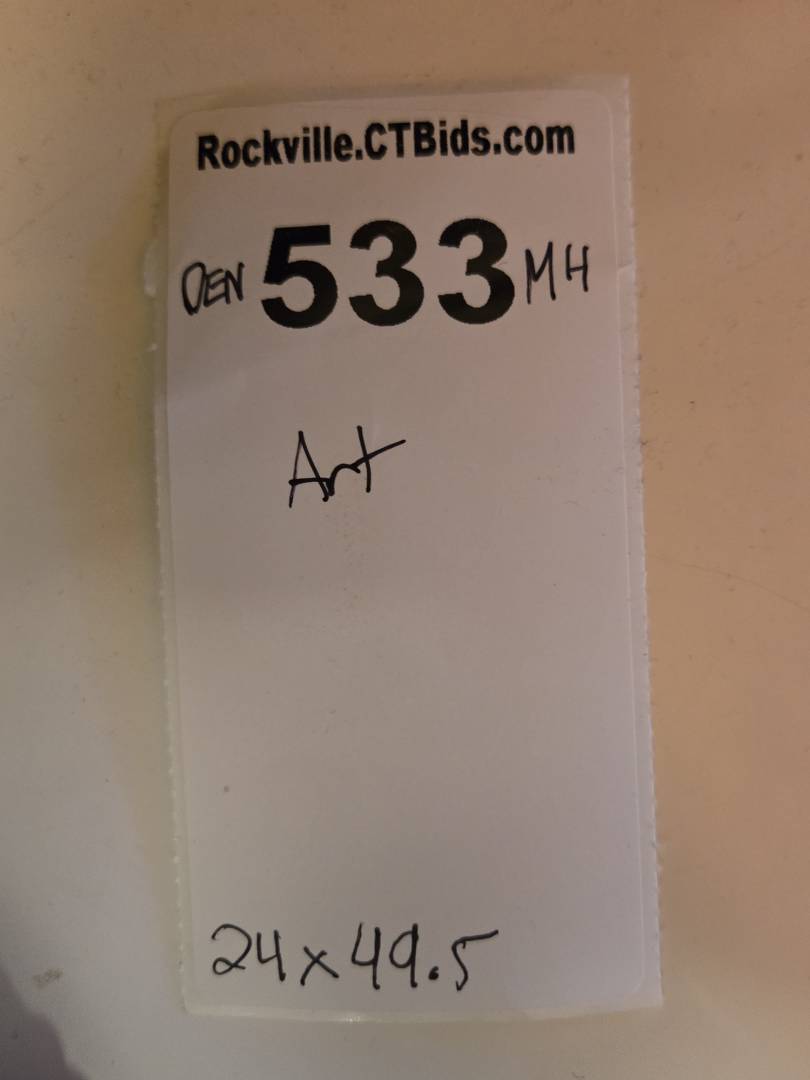 Rockville.CTBids.com
DEN 533 MH
Art
24x49.5